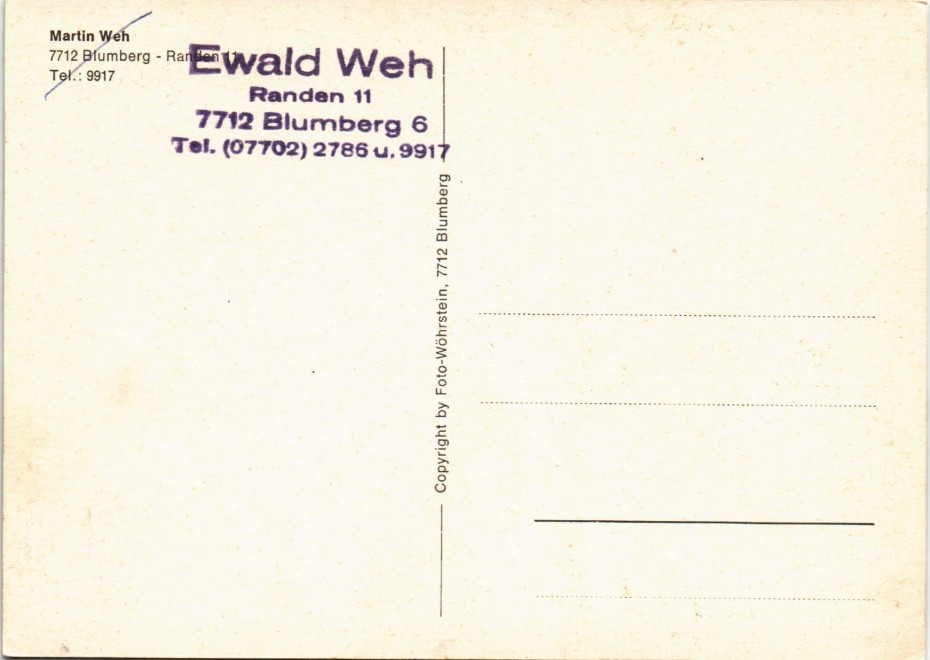 Martin Weh
7712 Blumberg - Randen 11
Tel.: 9917
Ewald Weh
Randen 11
7712 Blumberg 6
Tel. (07702) 2786 u. 9917
Copyright by Foto-Wöhrstein, 7712 Blumberg